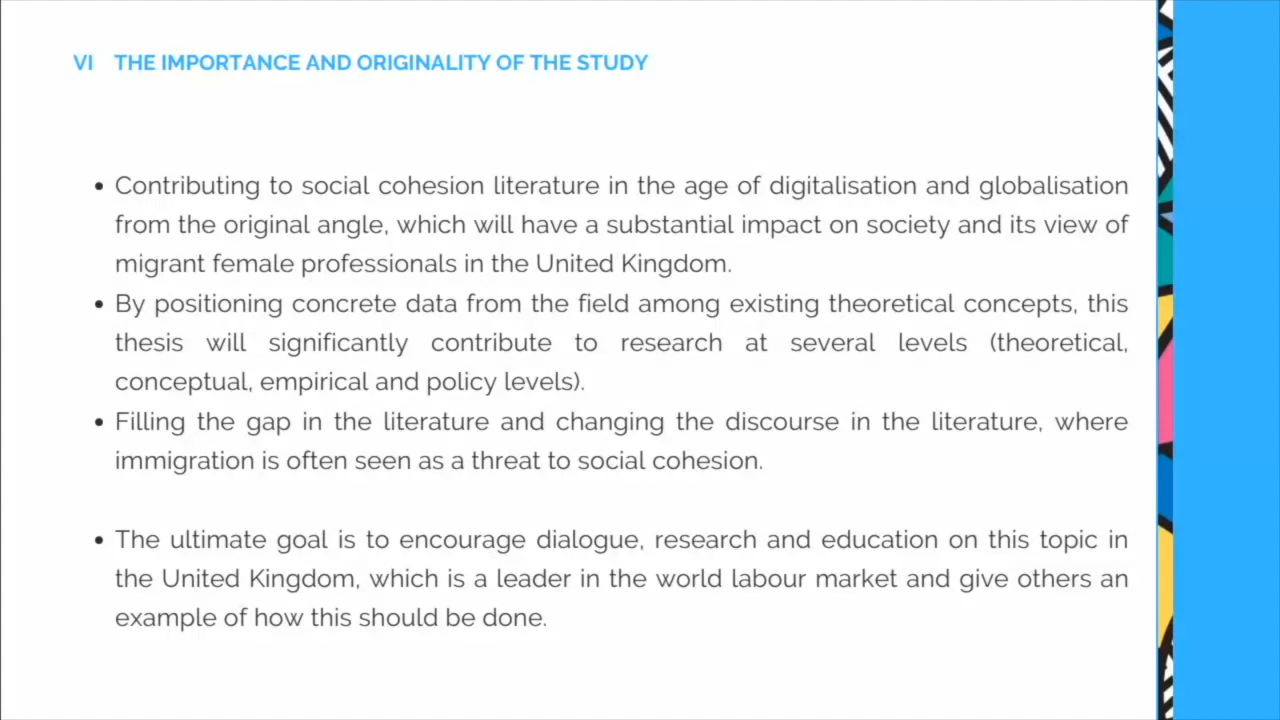 VI THE IMPORTANCE AND ORIGINALITY OF THE STUDY
• Contributing to social cohesion literature in the age of digitalisation and globalisation
from the original angle, which will have a substantial impact on society and its view of
migrant female professionals in the United Kingdom.
• By positioning concrete data from the field among existing theoretical concepts, this
thesis will significantly contribute to research at several levels (theoretical,
conceptual, empirical and policy levels).
• Filling the gap in the literature and changing the discourse in the literature, where
immigration is often seen as a threat to social cohesion.
• The ultimate goal is to encourage dialogue, research and education on this topic in
the United Kingdom, which is a leader in the world labour market and give others an
example of how this should be done.